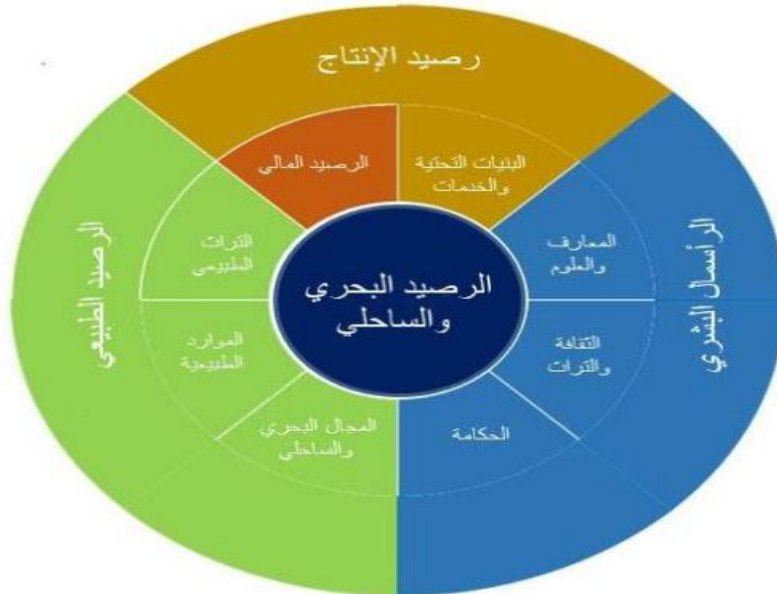 رصيد الإنتاج
الرصيد المالي
البنيات التحتية
والخدمات
المعارف
والعلوم
الثقافة
والتراث
الحكامة
الرأسمال البشري
المجال البحري
والساحلي
الموارد
الطبيعية
التراث
الطبيعي
الرصيد الطبيعي
الرصيد البحري
والساحلي